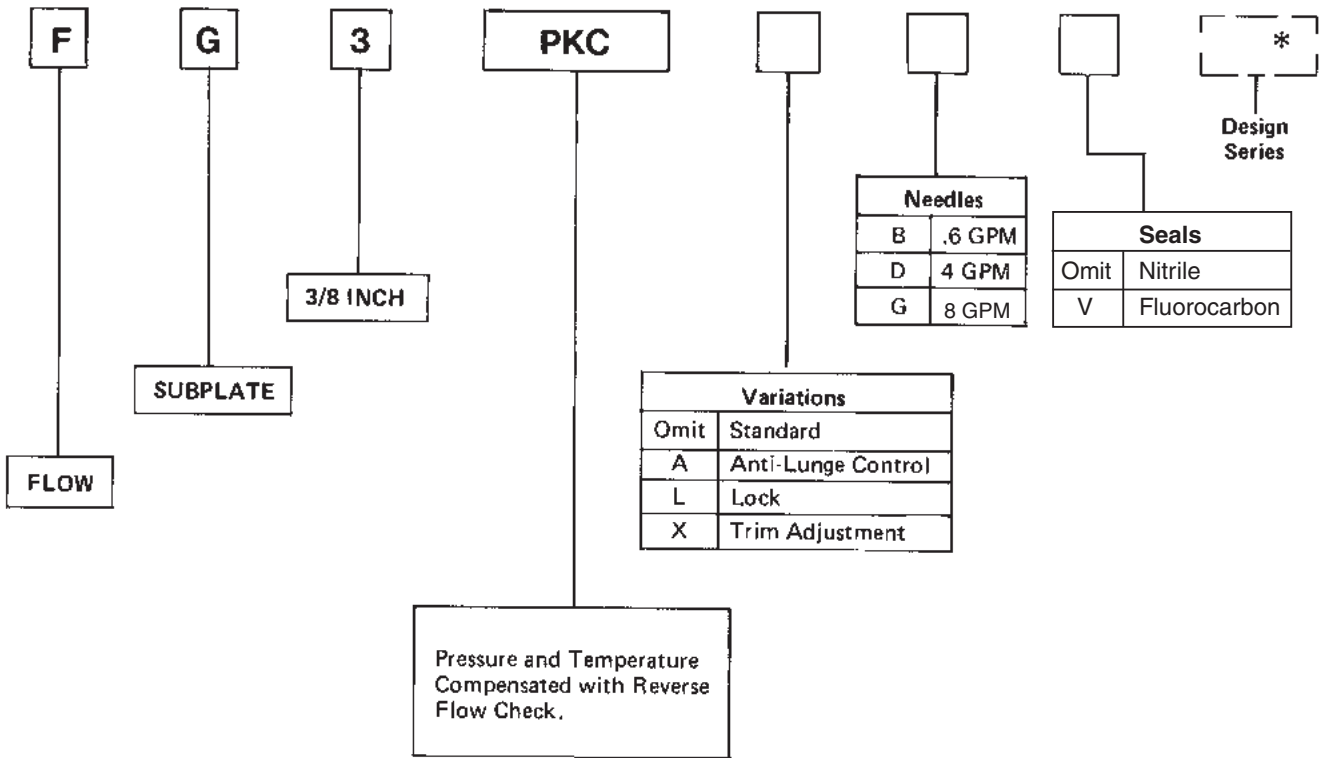 F G 3 PKC *
Design
Series
Needles
B .6 GPM
D 4 GPM
G 8 GPM
Seals
Omit Nitrile
V Fluorocarbon
3/8 INCH
SUBPLATE
Variations
Omit Standard
A Anti-Lunge Control
L Lock
X Trim Adjustment
FLOW
Pressure and Temperature
Compensated with Reverse
Flow Check.